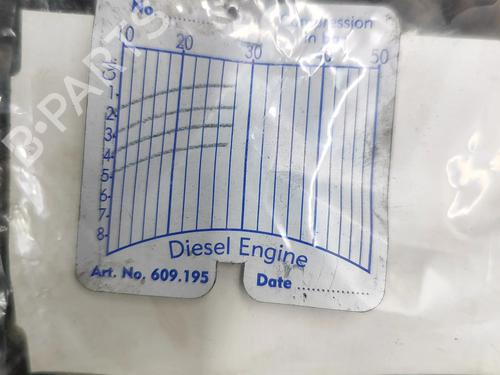 No
Compression
in bar
10 20 30 40 50
Cyl.
1
2
3
4
5
6
7
8
Diesel Engine
Art. No. 609.195 Date ....................
B-PARTS